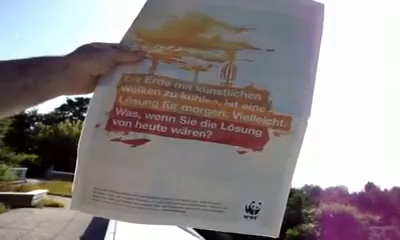 Die Erde mit künstlichen
Wolken zu kühlen, ist eine
Lösung für morgen. Vielleicht.
Was, wenn Sie die Lösung
von heute wären?
WWF